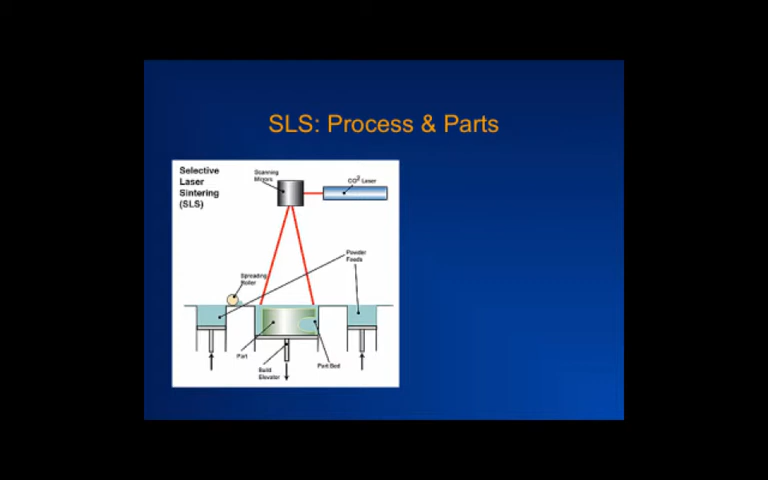 SLS: Process & Parts
Selective
Laser
Sintering
(SLS)
Scanning
Mirrors
CO² Laser
Powder
Feeds
Spreading
Roller
Part
Build
Elevator
Part Bed